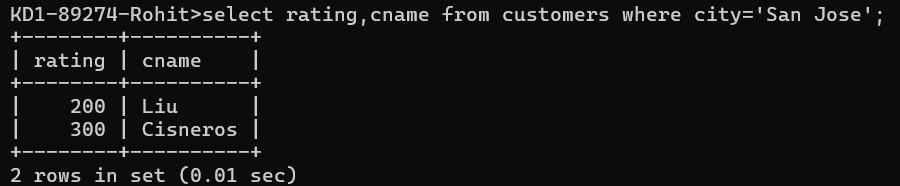 KD1-89274-Rohit>select rating,cname from customers where city='San Jose';
+--------+----------+
| rating | cname    |
+--------+----------+
|    200 | Liu      |
|    300 | Cisneros |
+--------+----------+
2 rows in set (0.01 sec)